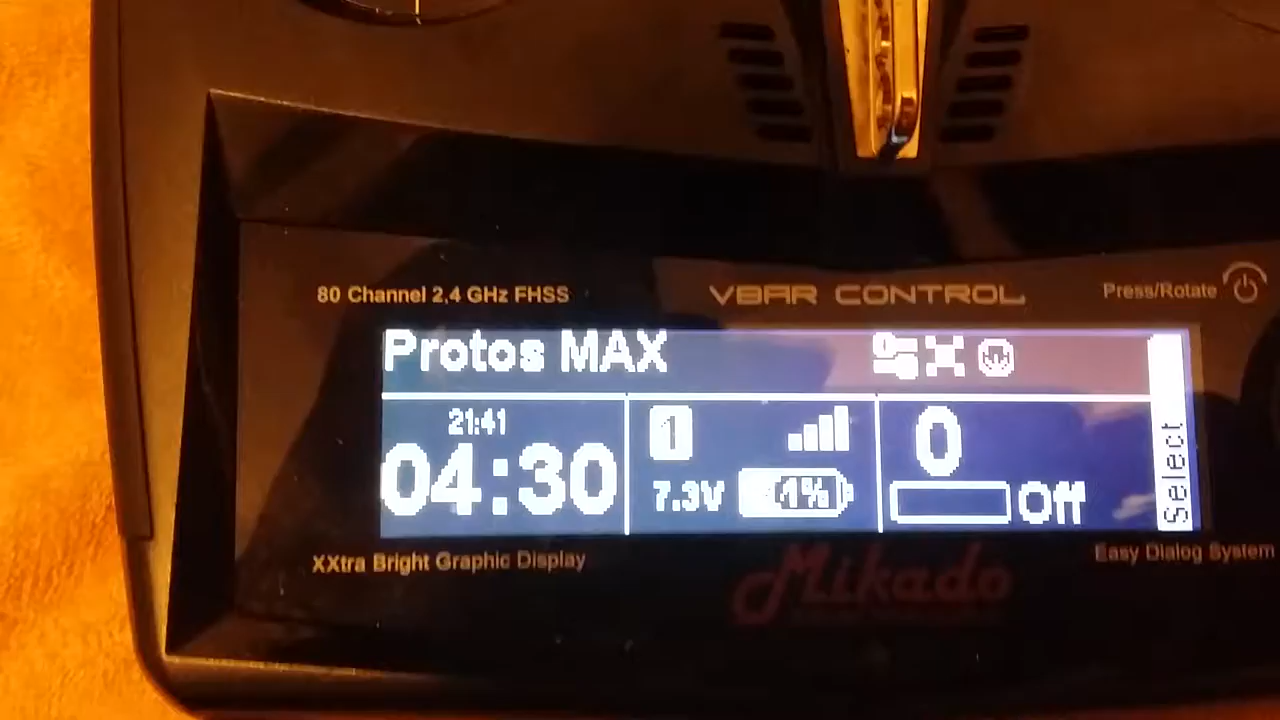 80 Channel 2,4 GHz FHSS
VBAR CONTROL
Press/Rotate
Protos MAX
21:41
04:30
1
7.3V
0
Off
Select
XXtra Bright Graphic Display
Mikado
Easy Dialog System